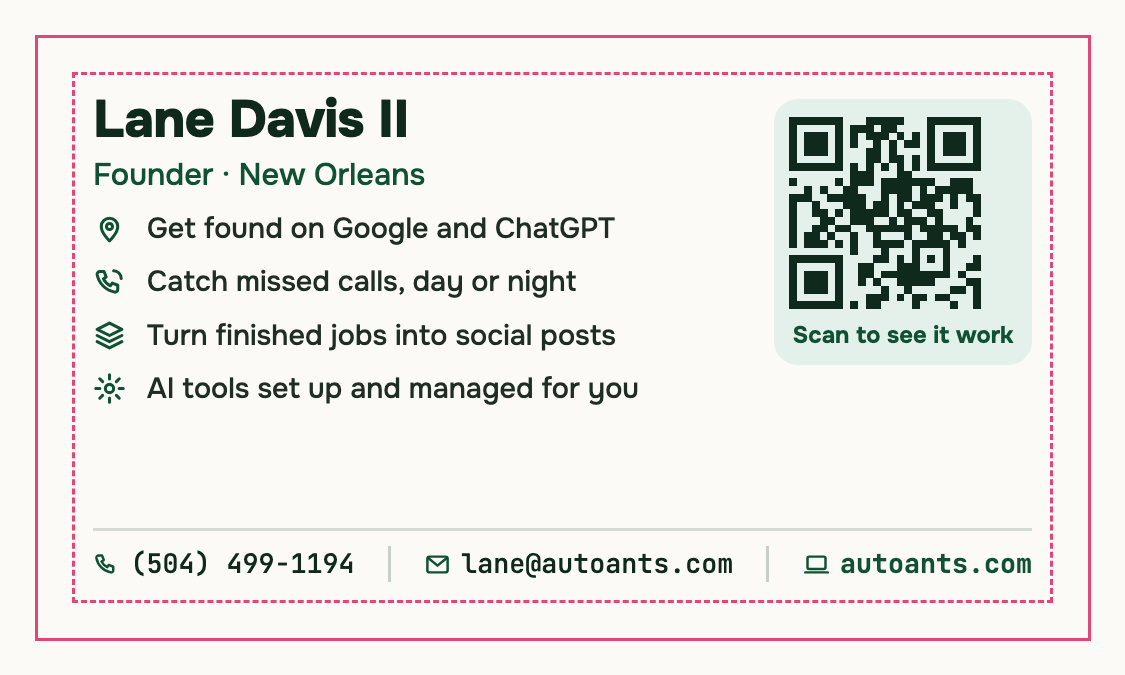 Lane Davis II
Founder · New Orleans
Get found on Google and ChatGPT
Catch missed calls, day or night
Turn finished jobs into social posts
AI tools set up and managed for you
Scan to see it work
(504) 499-1194
lane@autoants.com
autoants.com